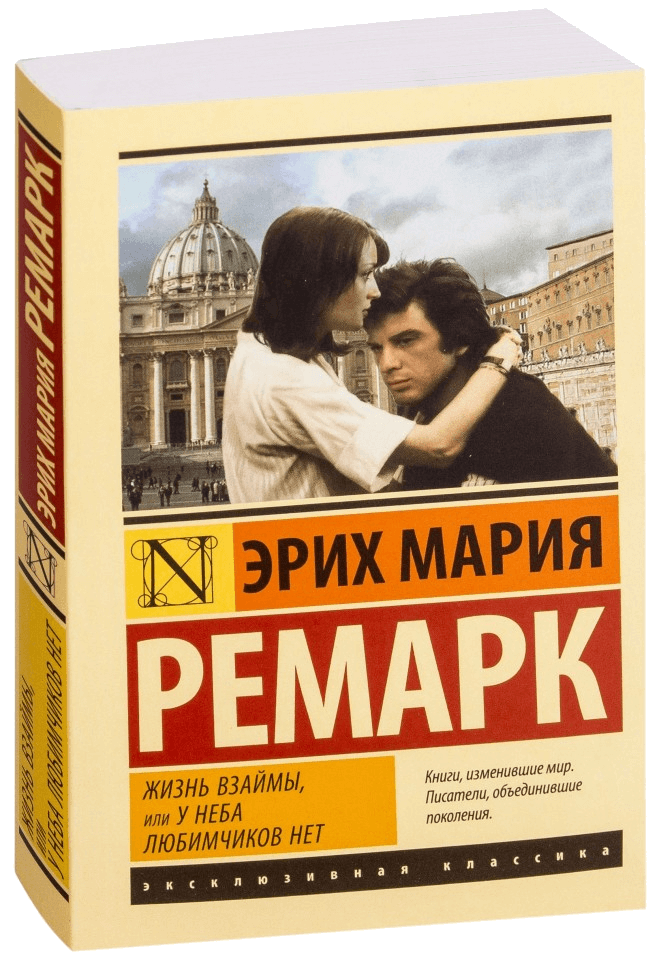 ЭРИХ МАРИЯ РЕМАРК
N
ЖИЗНЬ ВЗАЙМЫ,
или
У НЕБА ЛЮБИМЧИКОВ НЕТ
N
ЭРИХ МАРИЯ
РЕМАРК
ЖИЗНЬ ВЗАЙМЫ,
или У НЕБА
ЛЮБИМЧИКОВ НЕТ
Книги, изменившие мир.
Писатели, объединившие
поколения.
эксклюзивная классика